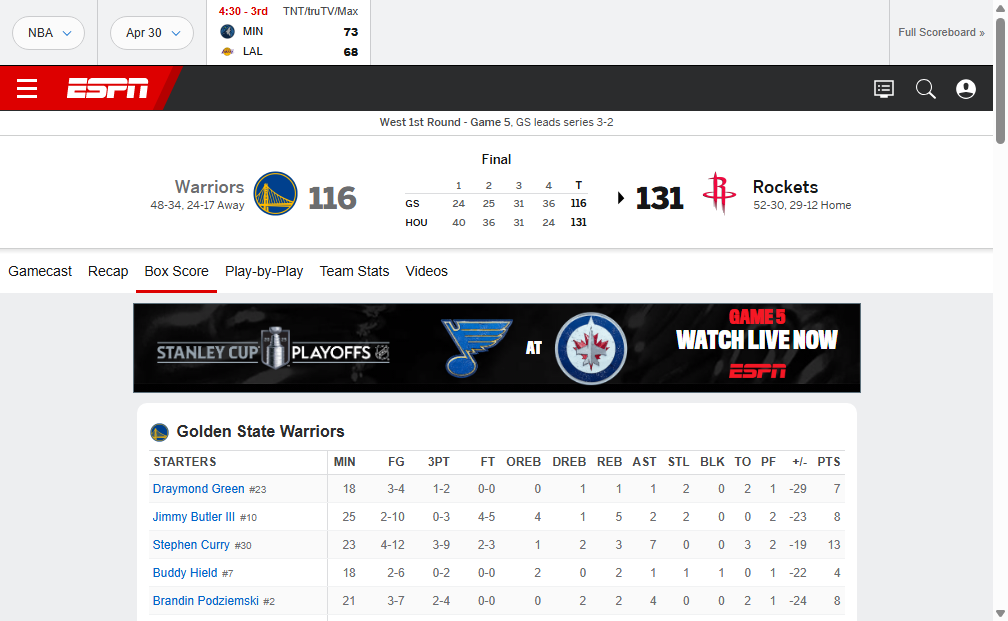 NBA
Apr 30
4:30 - 3rd TNT/truTV/Max
MIN 73
LAL 68
Full Scoreboard »
ESPN
West 1st Round - Game 5, GS leads series 3-2
Final
Warriors
48-34, 24-17 Away
116
1 2 3 4 T
GS 24 25 31 36 116
HOU 40 36 31 24 131
131
Rockets
52-30, 29-12 Home
Gamecast Recap Box Score Play-by-Play Team Stats Videos
STANLEY CUP PLAYOFFS
AT
GAME 5
WATCH LIVE NOW
ESPN
Golden State Warriors
STARTERS MIN FG 3PT FT OREB DREB REB AST STL BLK TO PF +/- PTS
Draymond Green #23 18 3-4 1-2 0-0 0 1 1 1 2 0 2 1 -29 7
Jimmy Butler III #10 25 2-10 0-3 4-5 4 1 5 2 2 0 0 2 -23 8
Stephen Curry #30 23 4-12 3-9 2-3 1 2 3 7 0 0 3 2 -19 13
Buddy Hield #7 18 2-6 0-2 0-0 2 0 2 1 1 1 0 1 -22 4
Brandin Podziemski #2 21 3-7 2-4 0-0 0 2 2 4 0 0 2 1 -24 8